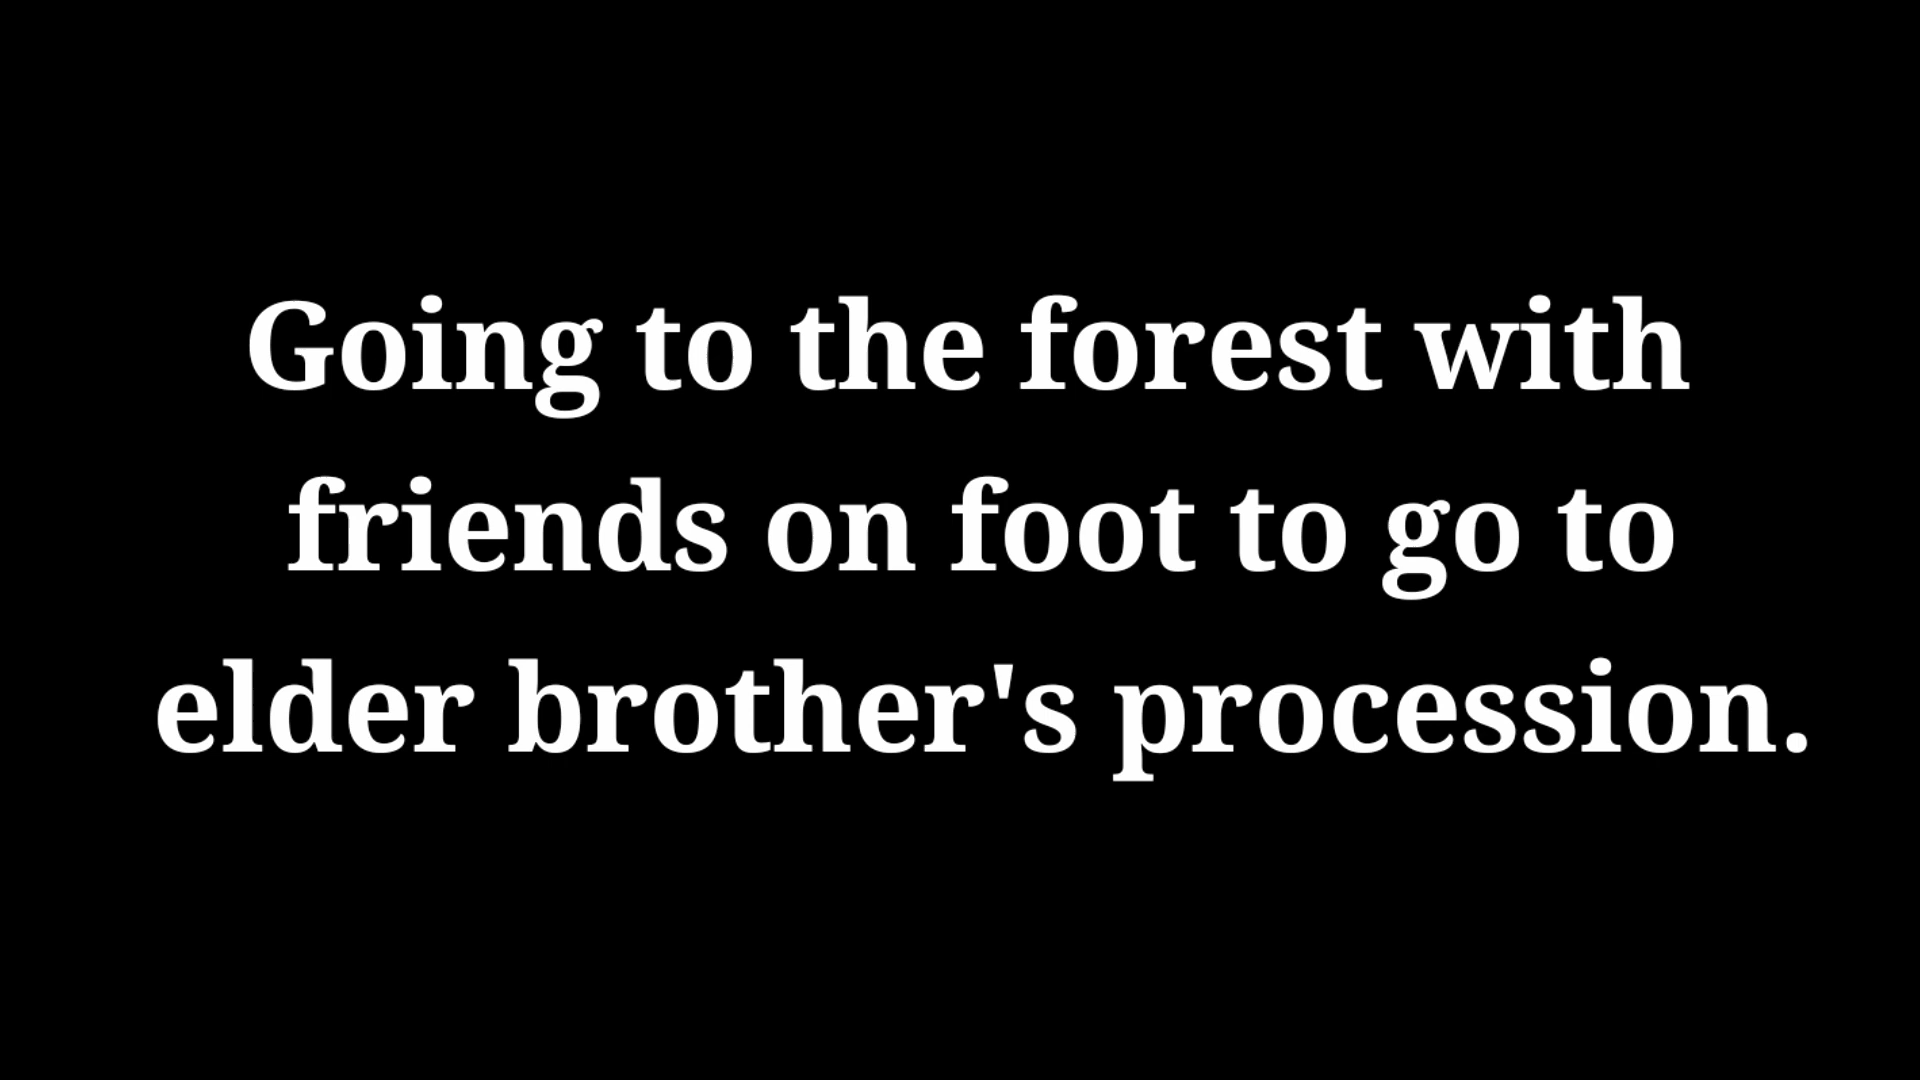 Going to the forest with
friends on foot to go to
elder brother's procession.